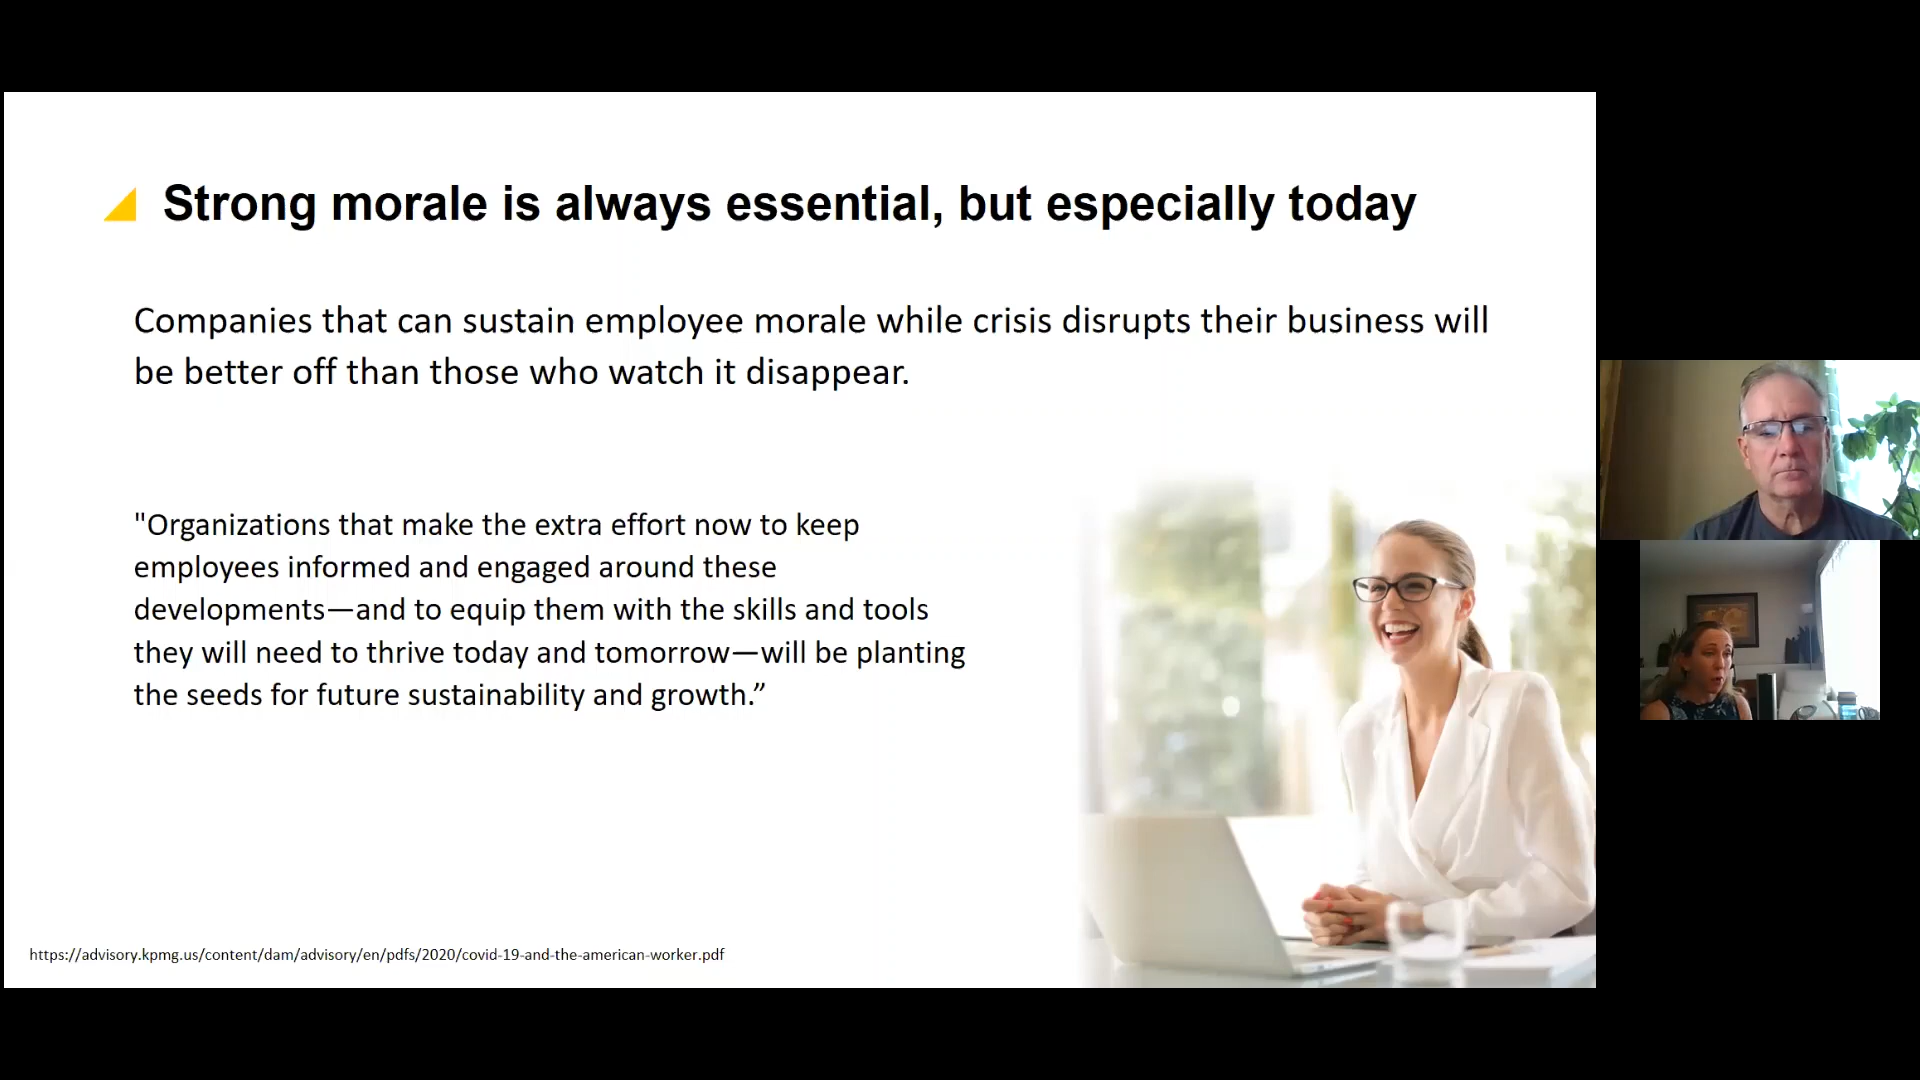 Strong morale is always essential, but especially today
Companies that can sustain employee morale while crisis disrupts their business will
be better off than those who watch it disappear.
"Organizations that make the extra effort now to keep
employees informed and engaged around these
developments—and to equip them with the skills and tools
they will need to thrive today and tomorrow—will be planting
the seeds for future sustainability and growth.”
https://advisory.kpmg.us/content/dam/advisory/en/pdfs/2020/covid-19-and-the-american-worker.pdf